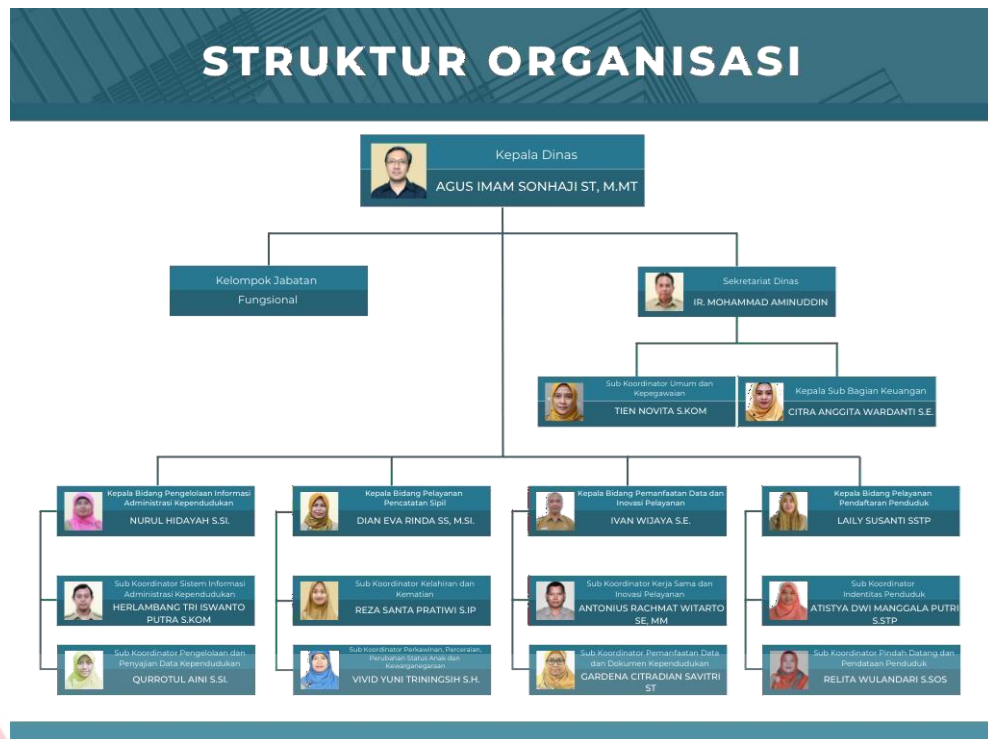 STRUKTUR ORGANISASI
Kepala Dinas
AGUS IMAM SONHAJI ST, M.MT
Kelompok Jabatan
Fungsional
Sekretariat Dinas
IR. MOHAMMAD AMINUDDIN
Sub Koordinator Umum dan
Kepegawaian
TIEN NOVITA S.KOM
Kepala Sub Bagian Keuangan
CITRA ANGGITA WARDANTI S.E.
Kepala Bidang Pengelolaan Informasi
Administrasi Kependudukan
NURUL HIDAYAH S.SI.
Kepala Bidang Pelayanan
Pencatatan Sipil
DIAN EVA RINDA SS, M.SI.
Kepala Bidang Pemanfaatan Data dan
Inovasi Pelayanan
IVAN WIJAYA S.E.
Kepala Bidang Pelayanan
Pendaftaran Penduduk
LAILY SUSANTI SSTP
Sub Koordinator Sistem Informasi
Administrasi Kependudukan
HERLAMBANG TRI ISWANTO
PUTRA S.KOM
Sub Koordinator Kelahiran dan
Kematian
REZA SANTA PRATIWI S.IP
Sub Koordinator Kerja Sama dan
Inovasi Pelayanan
ANTONIUS RACHMAT WITARTO
SE, MM
Sub Koordinator
Indentitas Penduduk
ATISTYA DWI MANGGALA PUTRI
S.STP
Sub Koordinator Pengelolaan dan
Penyajian Data Kependudukan
QURROTUL AINI S.SI.
Sub Koordinator Perkawinan, Perceraian,
Perubahan Status Anak dan
Kewarganegaraan
VIVID YUNI TRININGSIH S.H.
Sub Koordinator Pemanfaatan Data
dan Dokumen Kependudukan
GARDENA CITRADIAN SAVITRI
ST
Sub Koordinator Pindah Datang dan
Pendataan Penduduk
RELITA WULANDARI S.SOS